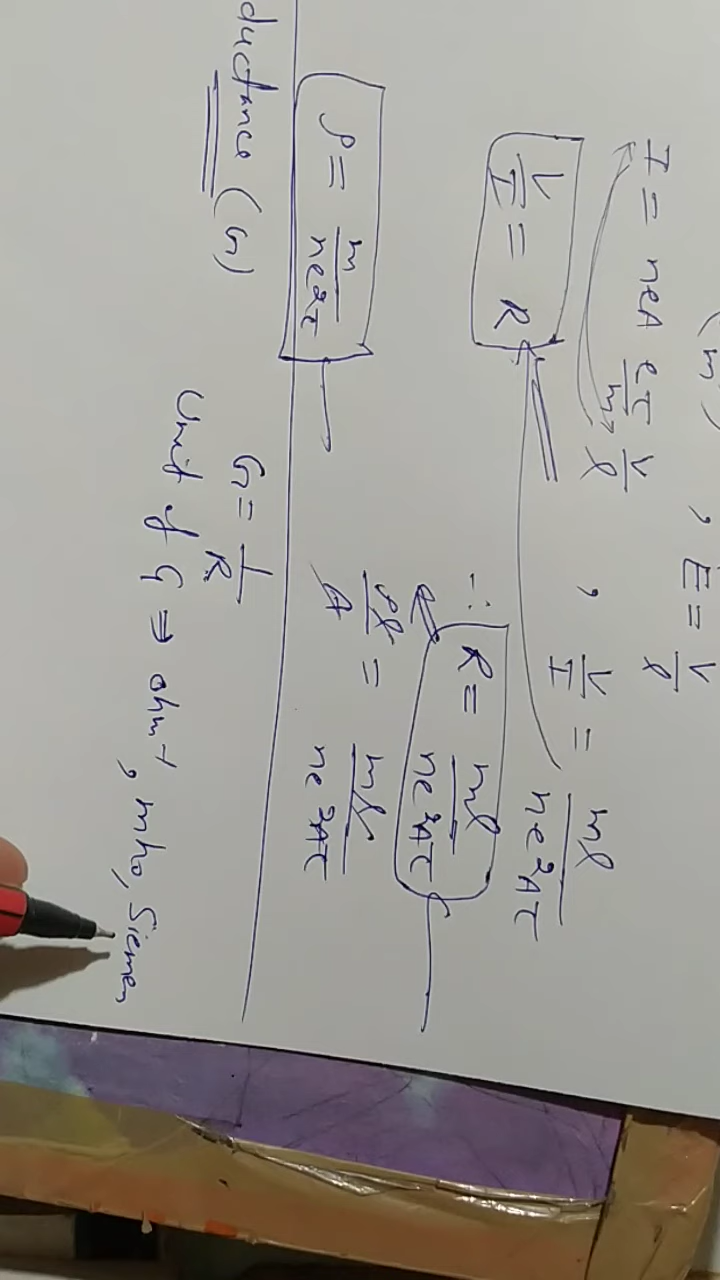 (m) , E = V/l
I = neA eτ/m V/l , V/I = ml/ne²Aτ
V/I = R
∴ R = ml/ne²Aτ
ρl/A = ml/ne²Aτ
ρ = m/ne²τ
ductance (G)
G = 1/R
Unit of G ⇒ ohm⁻¹, mho, Siemen